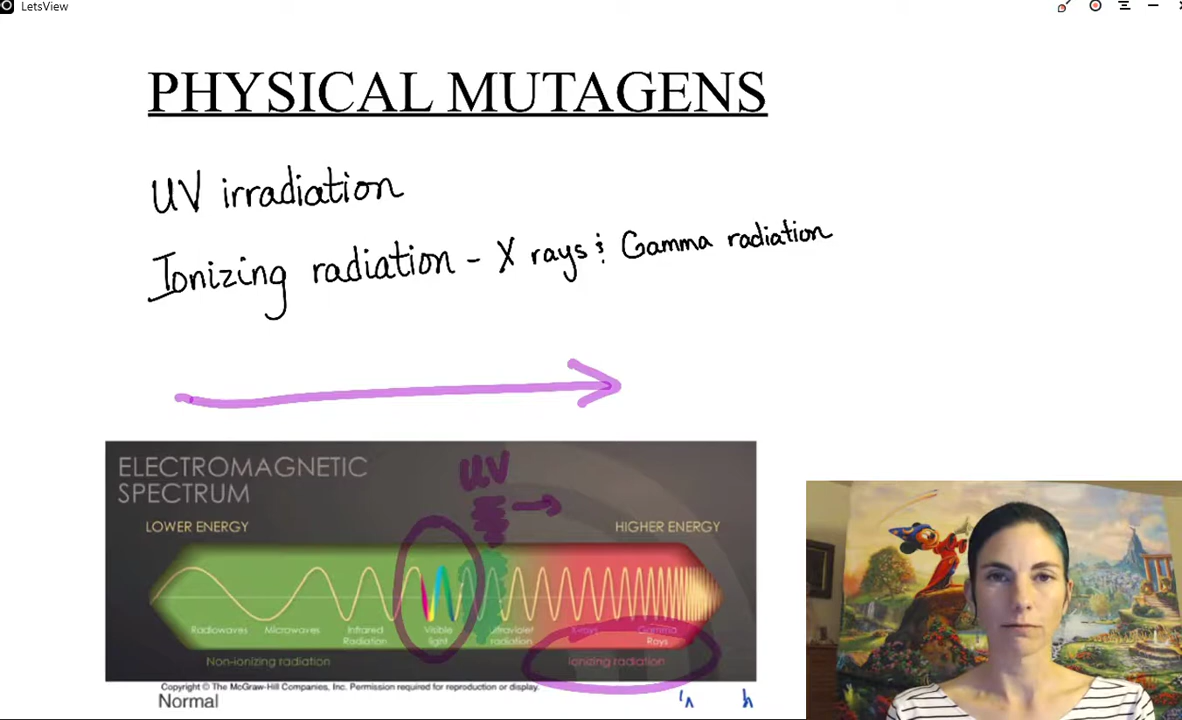 LetsView
PHYSICAL MUTAGENS
UV irradiation
Ionizing radiation - X rays & Gamma radiation
ELECTROMAGNETIC
SPECTRUM
UV
LOWER ENERGY
HIGHER ENERGY
Radiowaves Microwaves Infrared Radiation Visible light Ultraviolet radiation X-rays Gamma Rays
Non-ionizing radiation
Ionizing radiation
Copyright © The McGraw-Hill Companies, Inc. Permission required for reproduction or display.
Normal